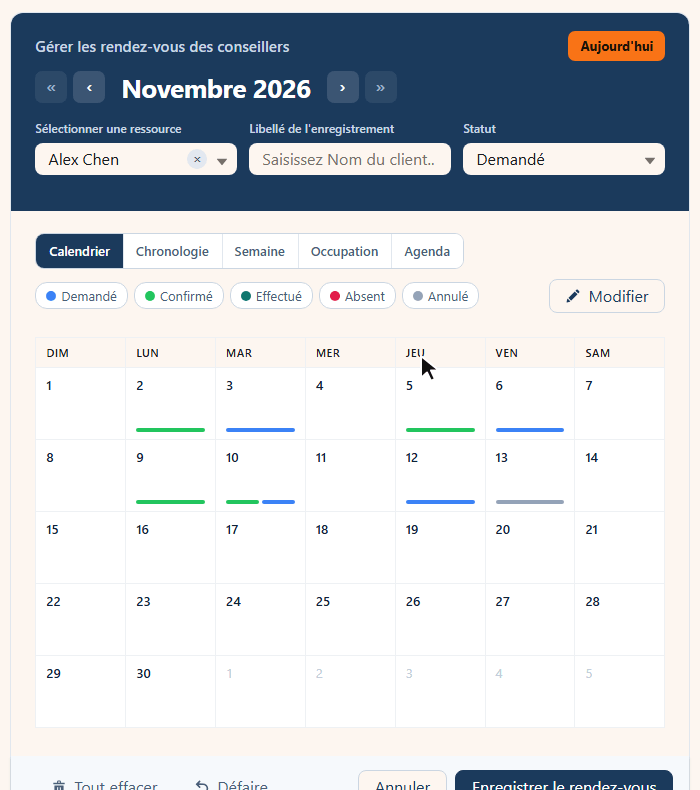 Gérer les rendez-vous des conseillers
Aujourd'hui
« ‹ Novembre 2026 › »
Sélectionner une ressource Libellé de l'enregistrement Statut
Alex Chen × Saisissez Nom du client.. Demandé
Calendrier Chronologie Semaine Occupation Agenda
Demandé Confirmé Effectué Absent Annulé Modifier
DIM LUN MAR MER JEU VEN SAM
1 2 3 4 5 6 7
8 9 10 11 12 13 14
15 16 17 18 19 20 21
22 23 24 25 26 27 28
29 30 1 2 3 4 5
Tout effacer Défaire Annuler Enregistrer le rendez-vous